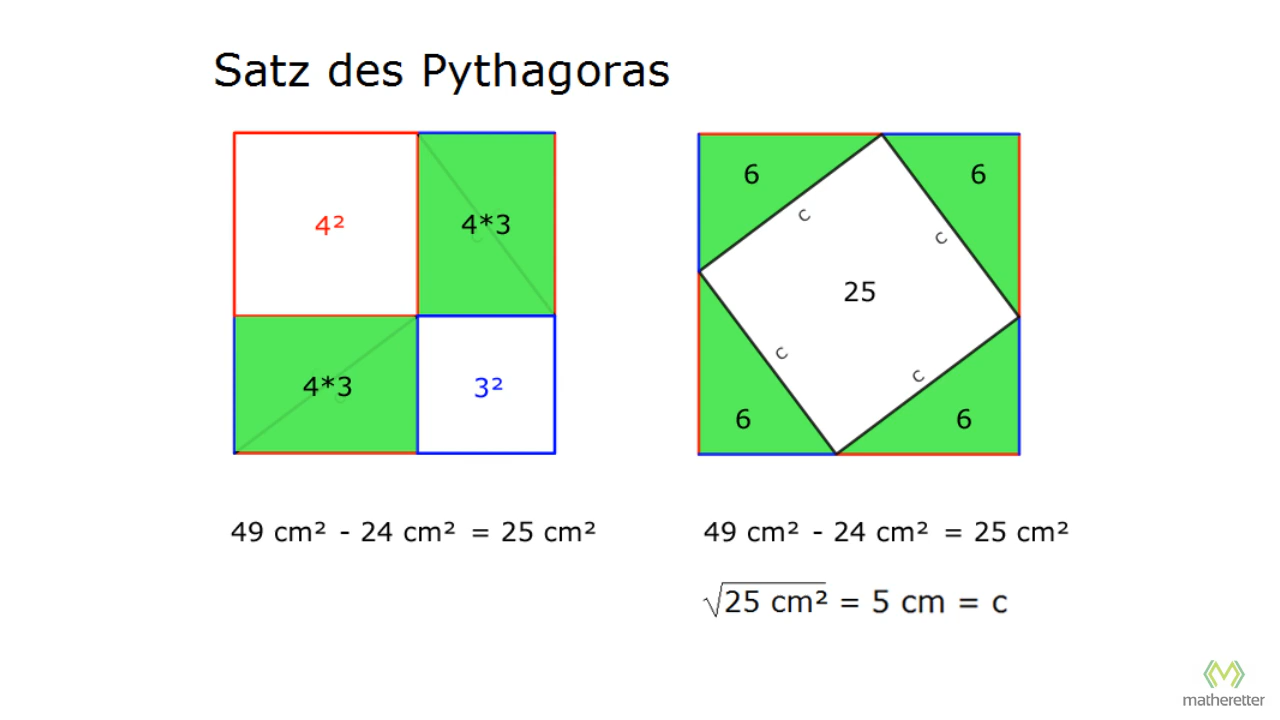 Satz des Pythagoras
4²
4*3
4*3
3²
49 cm² - 24 cm² = 25 cm²
6
6
c
c
25
c
c
6
6
49 cm² - 24 cm² = 25 cm²
√25 cm² = 5 cm = c
matheretter